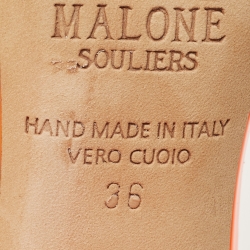 MALONE
SOULIERS
HAND MADE IN ITALY
VERO CUOIO
36